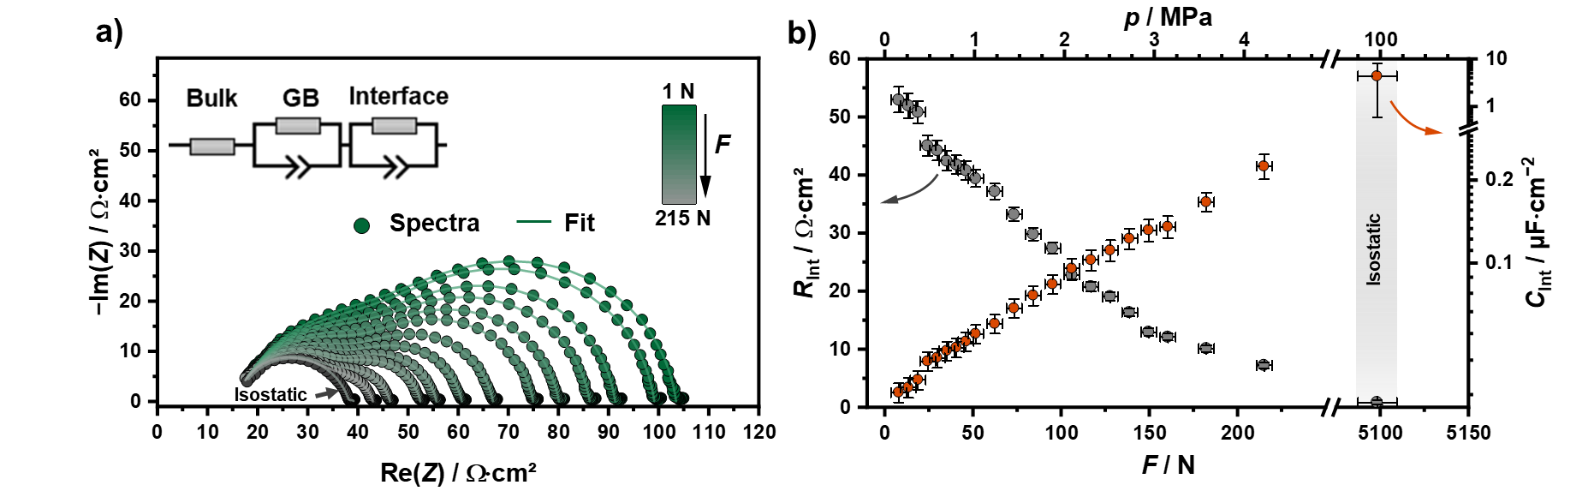 a)
Bulk GB Interface
1 N
F
215 N
Spectra Fit
Isostatic
–Im(Z) / Ω·cm²
0
10
20
30
40
50
60
0 10 20 30 40 50 60 70 80 90 100 110 120
Re(Z) / Ω·cm²
b)
p / MPa
0 1 2 3 4 100
R_Int / Ω·cm²
60
50
40
30
20
10
0
Isostatic
10
1
0.2
0.1
C_Int / µF·cm⁻²
0 50 100 150 200 5100 5150
F / N